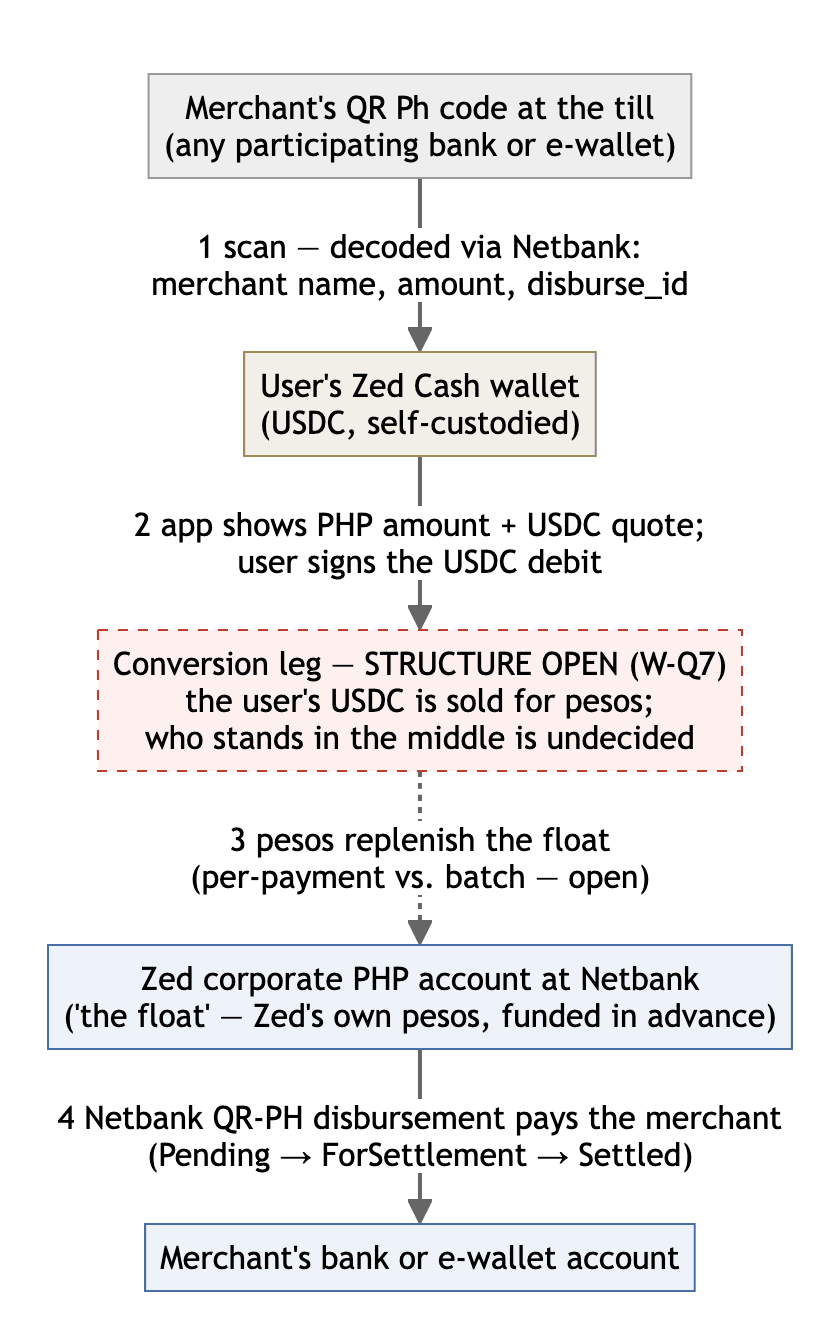 Merchant's QR Ph code at the till
(any participating bank or e-wallet)
1 scan — decoded via Netbank:
merchant name, amount, disburse_id
User's Zed Cash wallet
(USDC, self-custodied)
2 app shows PHP amount + USDC quote;
user signs the USDC debit
Conversion leg — STRUCTURE OPEN (W-Q7)
the user's USDC is sold for pesos;
who stands in the middle is undecided
3 pesos replenish the float
(per-payment vs. batch — open)
Zed corporate PHP account at Netbank
('the float' — Zed's own pesos, funded in advance)
4 Netbank QR-PH disbursement pays the merchant
(Pending → ForSettlement → Settled)
Merchant's bank or e-wallet account